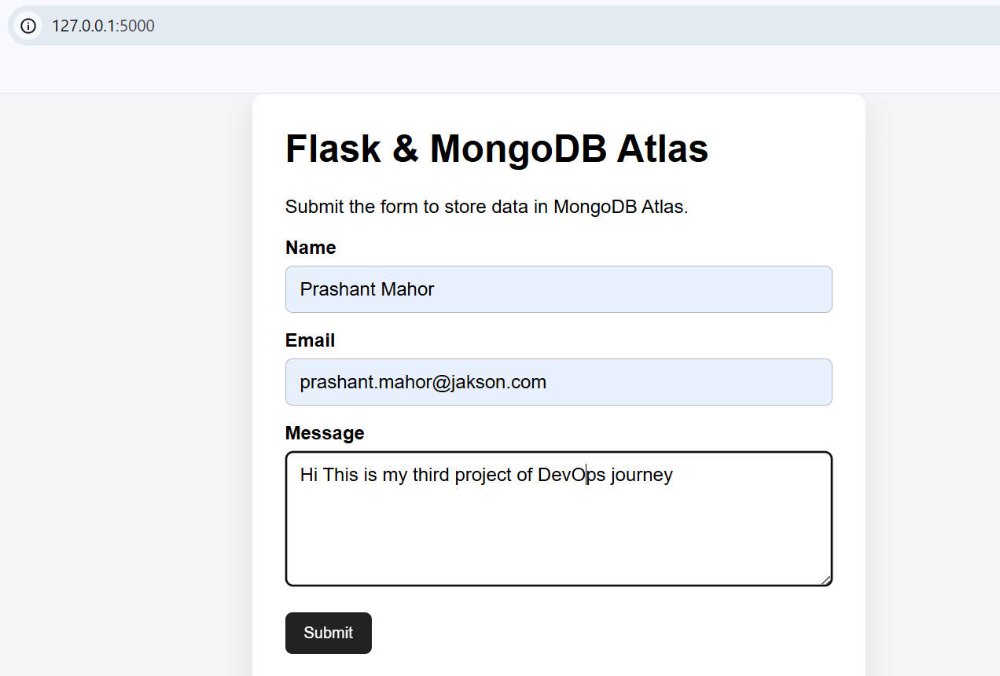 127.0.0.1:5000
Flask & MongoDB Atlas
Submit the form to store data in MongoDB Atlas.
Name
Prashant Mahor
Email
prashant.mahor@jakson.com
Message
Hi This is my third project of DevOps journey
Submit